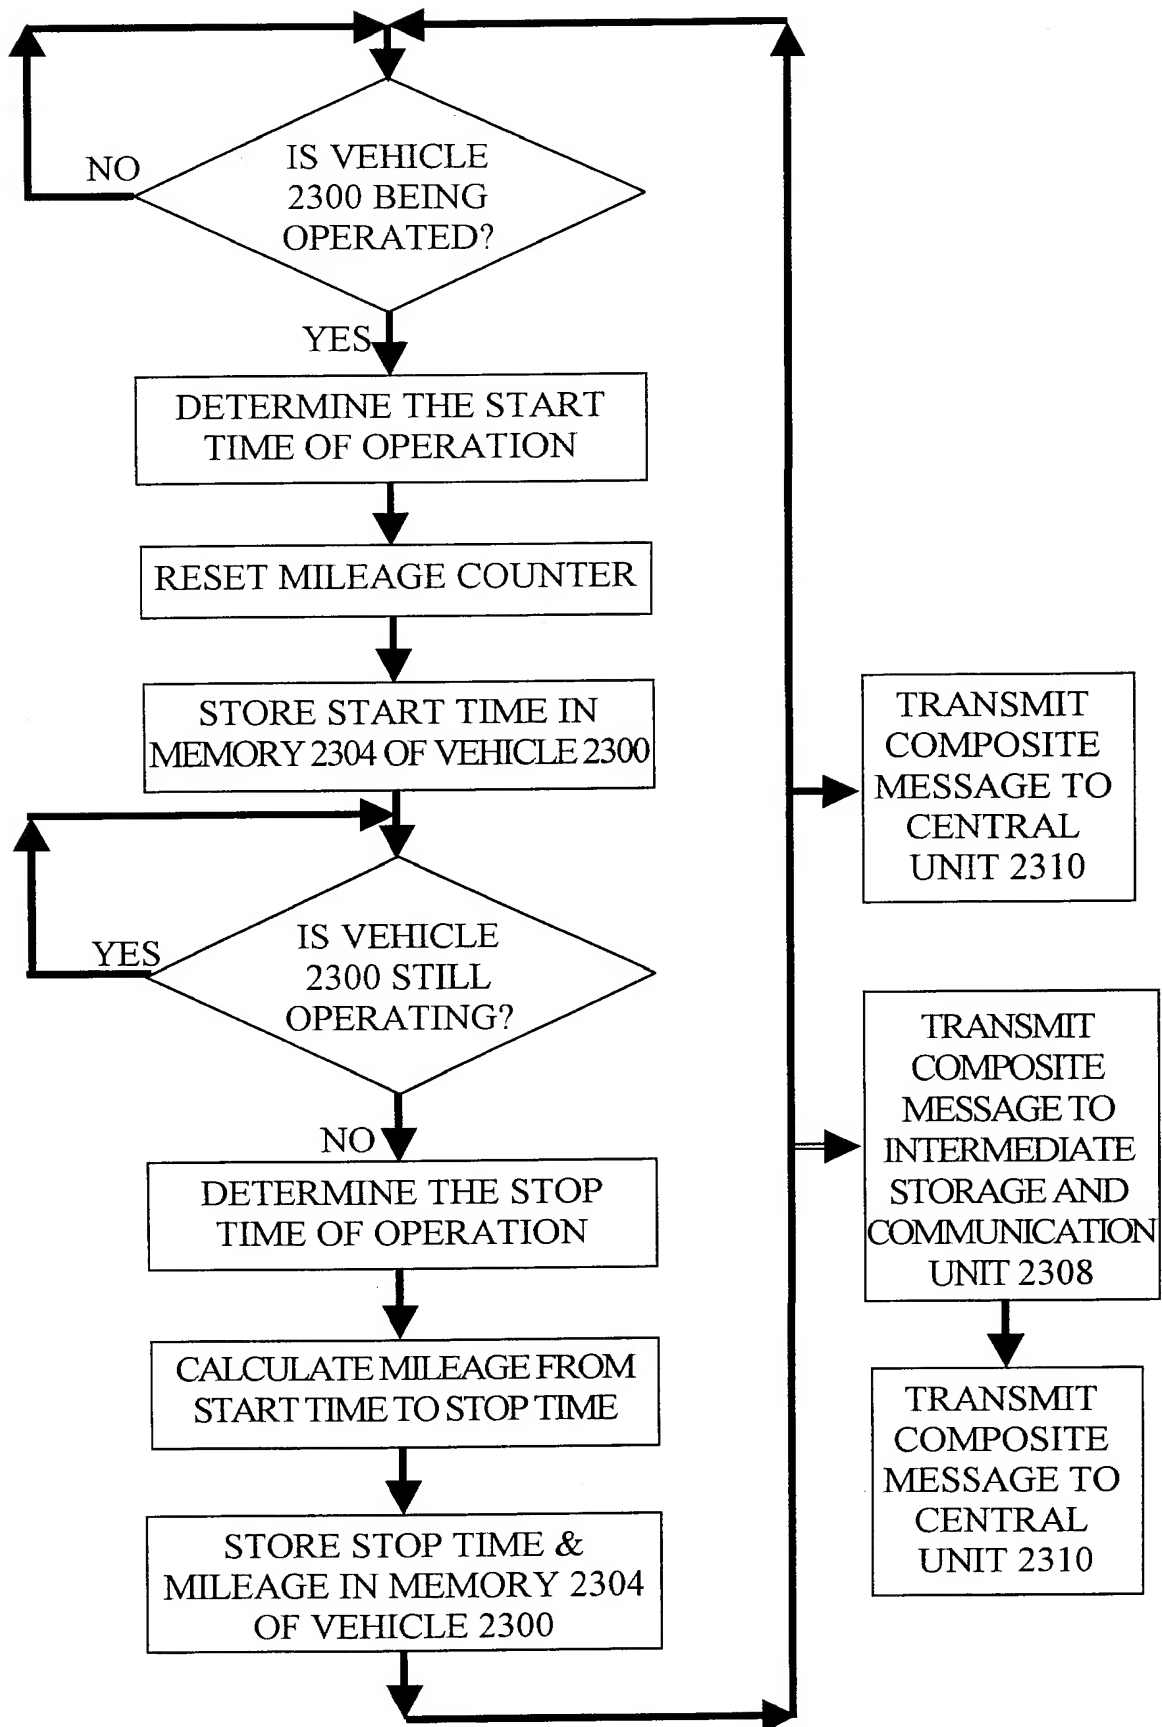 NO
IS VEHICLE
2300 BEING
OPERATED?
YES
DETERMINE THE START
TIME OF OPERATION
RESET MILEAGE COUNTER
STORE START TIME IN
MEMORY 2304 OF VEHICLE 2300
YES
IS VEHICLE
2300 STILL
OPERATING?
NO
DETERMINE THE STOP
TIME OF OPERATION
CALCULATE MILEAGE FROM
START TIME TO STOP TIME
STORE STOP TIME &
MILEAGE IN MEMORY 2304
OF VEHICLE 2300
TRANSMIT
COMPOSITE
MESSAGE TO
CENTRAL
UNIT 2310
TRANSMIT
COMPOSITE
MESSAGE TO
INTERMEDIATE
STORAGE AND
COMMUNICATION
UNIT 2308
TRANSMIT
COMPOSITE
MESSAGE TO
CENTRAL
UNIT 2310